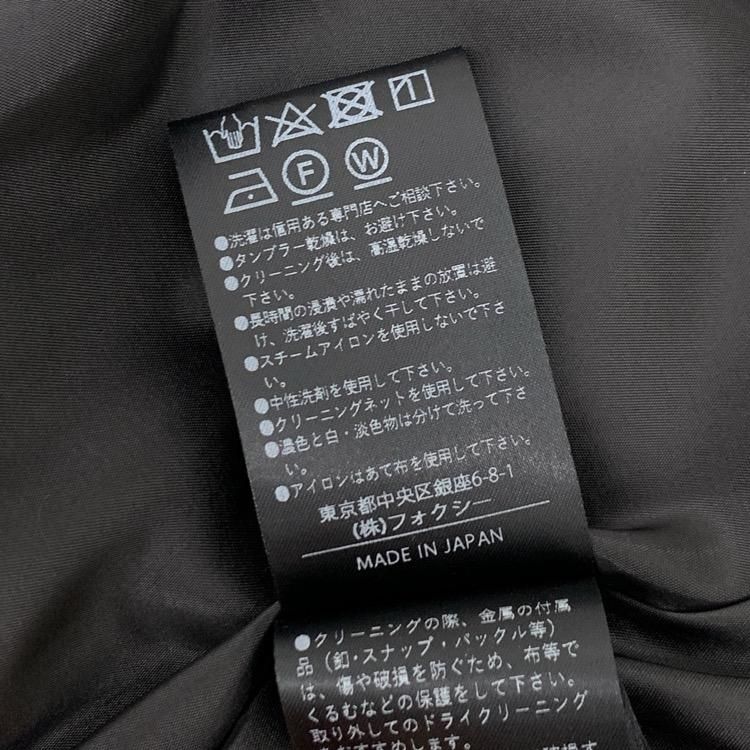 F W
●洗濯は信用ある専門店へご相談下さい。
●タンブラー乾燥は、お避け下さい。
●クリーニング後は、高温乾燥しないで
下さい。
●長時間の浸漬や濡れたままの放置は避
け、洗濯後すばやく干して下さい。
●スチームアイロンを使用しないで下さ
い。
●中性洗剤を使用して下さい。
●クリーニングネットを使用して下さい。
●濃色と白・淡色物は分けて洗って下さ
い。
●アイロンはあて布を使用して下さい。
東京都中央区銀座6-8-1
(株)フォクシー
MADE IN JAPAN
●クリーニングの際、金属の付属
品(釦・スナップ・バックル等)
は、傷や破損を防ぐため、布等で
くるむなどの保護をして下さい。
取り外してのドライクリーニング
をおすすめします。